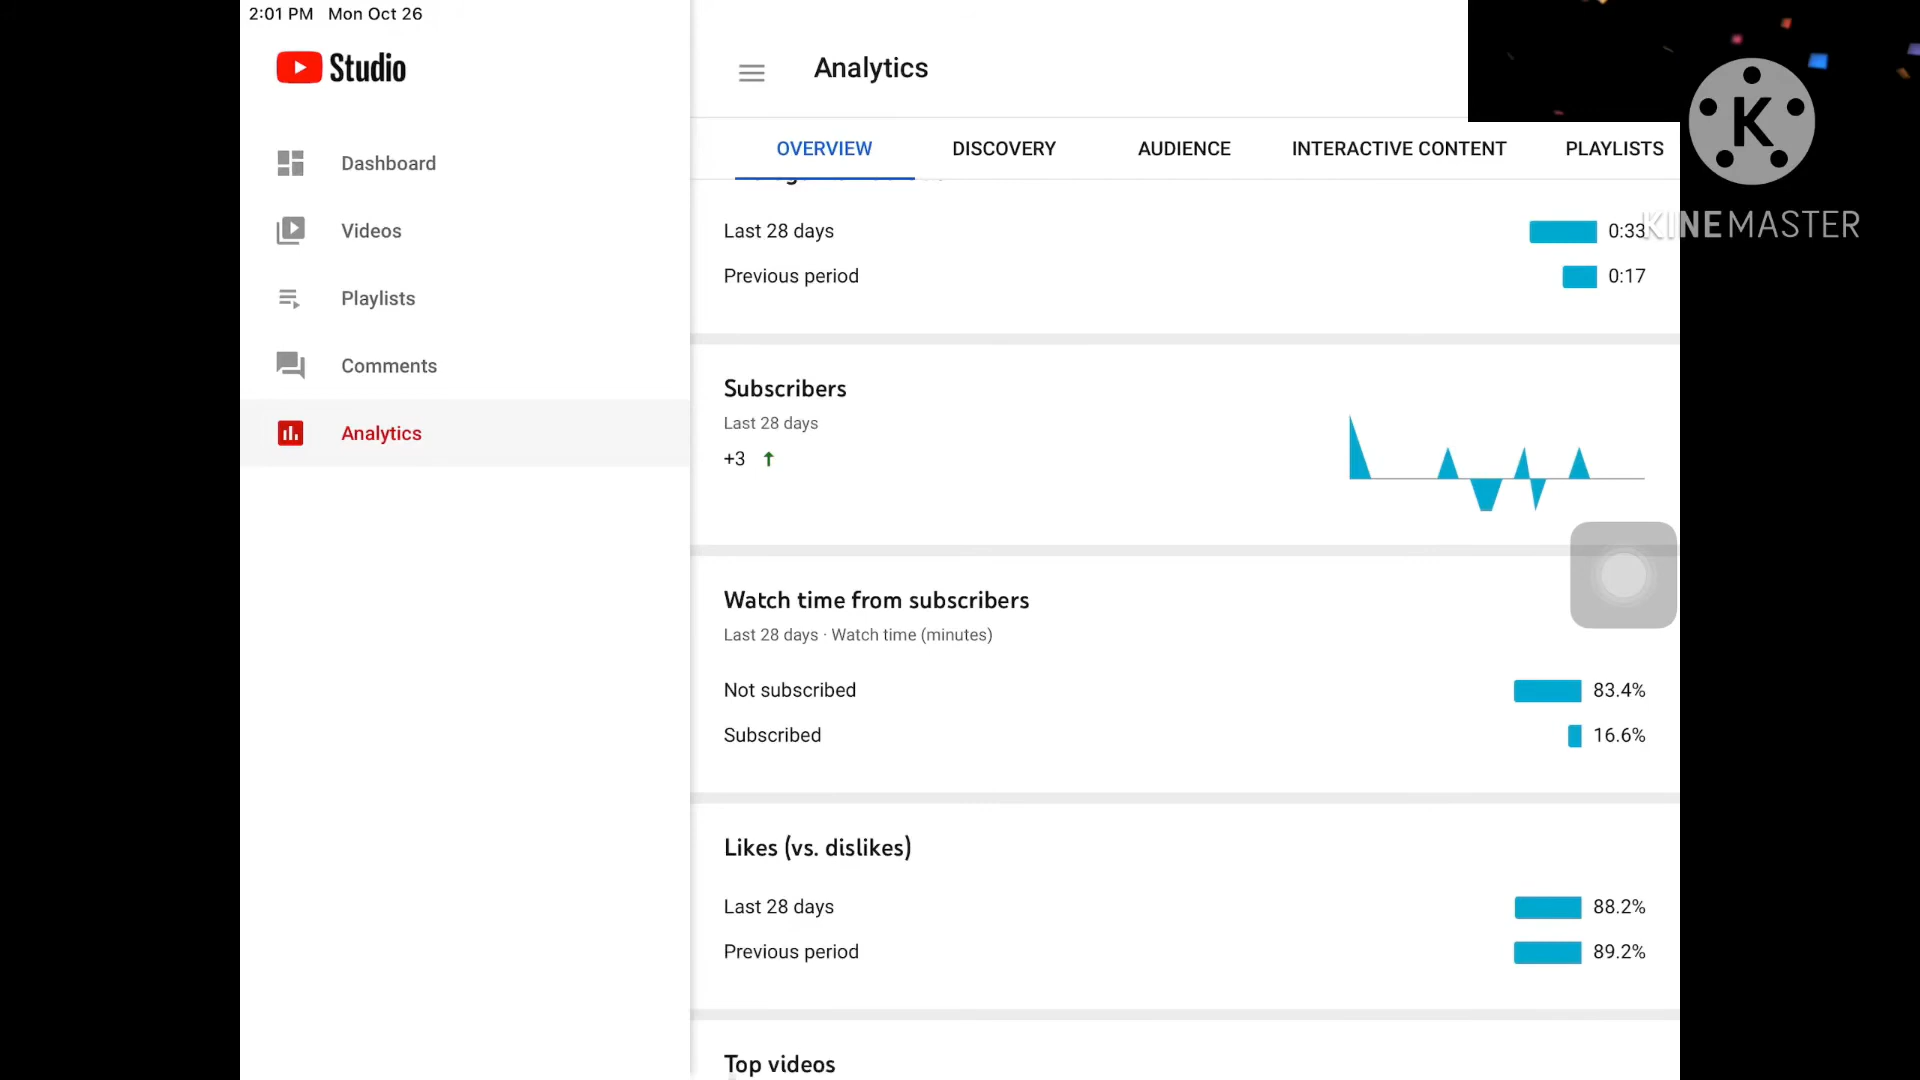 2:01 PM Mon Oct 26
Studio
Dashboard
Videos
Playlists
Comments
Analytics
Analytics
OVERVIEW DISCOVERY AUDIENCE INTERACTIVE CONTENT PLAYLISTS
Last 28 days 0:33
Previous period 0:17
Subscribers
Last 28 days
+3
Watch time from subscribers
Last 28 days · Watch time (minutes)
Not subscribed 83.4%
Subscribed 16.6%
Likes (vs. dislikes)
Last 28 days 88.2%
Previous period 89.2%
Top videos
K
KINEMASTER